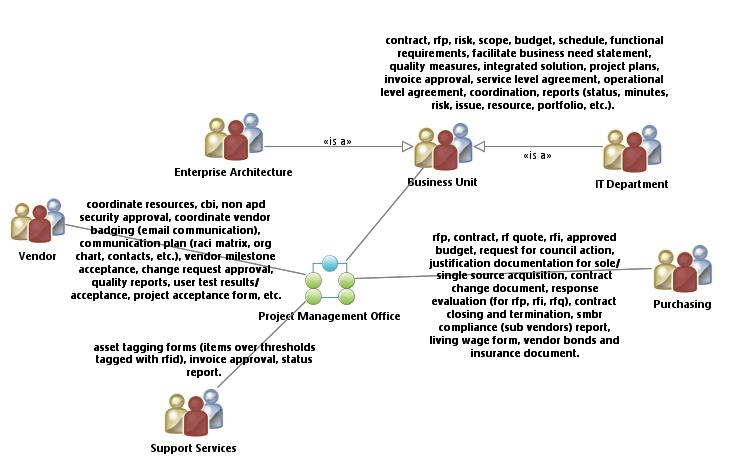 contract, rfp, risk, scope, budget, schedule, functional
requirements, facilitate business need statement,
quality measures, integrated solution, project plans,
invoice approval, service level agreement, operational
level agreement, coordination, reports (status, minutes,
risk, issue, resource, portfolio, etc.).
«is a»
«is a»
Enterprise Architecture
Business Unit
IT Department
coordinate resources, cbi, non apd
security approval, coordinate vendor
badging (email communication),
communication plan (raci matrix, org
chart, contacts, etc.), vendor milestone
acceptance, change request approval,
quality reports, user test results/
acceptance, project acceptance form, etc.
Vendor
rfp, contract, rf quote, rfi, approved
budget, request for council action,
justification documentation for sole/
single source acquisition, contract
change document, response
evaluation (for rfp, rfi, rfq), contract
closing and termination, smbr
compliance (sub vendors) report,
living wage form, vendor bonds and
insurance document.
Purchasing
Project Management Office
asset tagging forms (items over thresholds
tagged with rfid), invoice approval, status
report.
Support Services